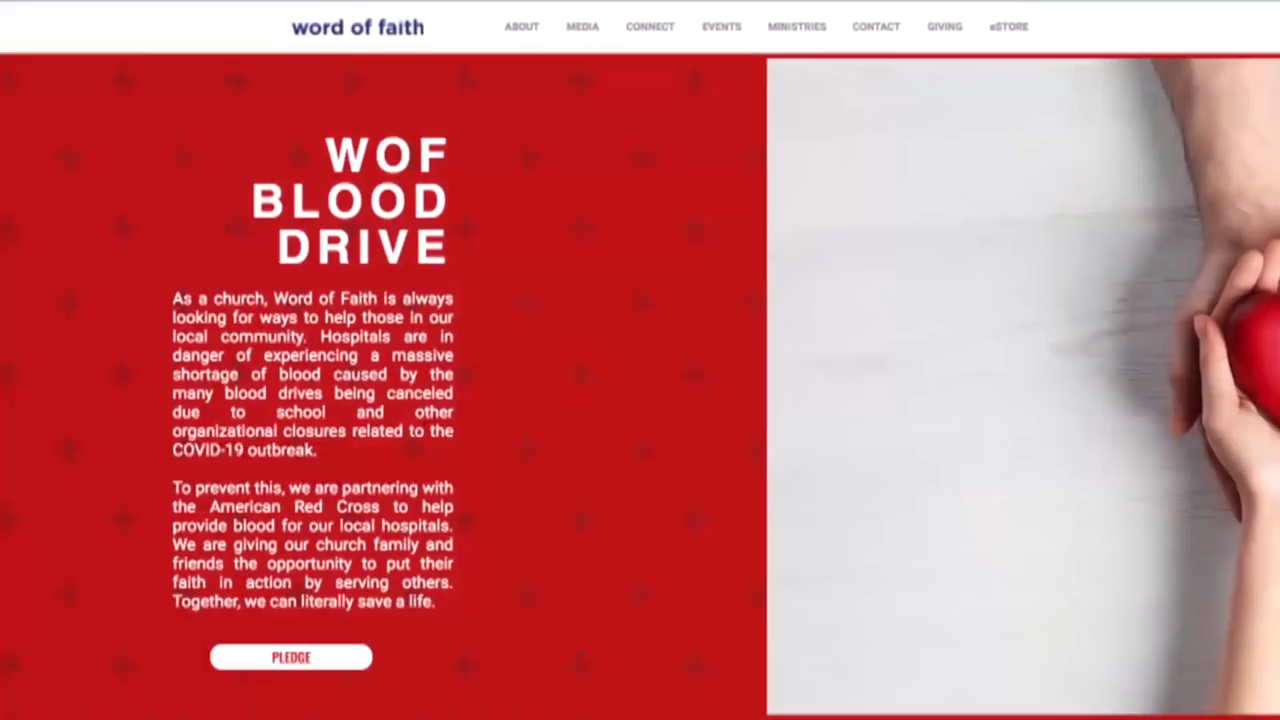 word of faith
ABOUT MEDIA CONNECT EVENTS MINISTRIES CONTACT GIVING eSTORE
WOF
BLOOD
DRIVE
As a church, Word of Faith is always
looking for ways to help those in our
local community. Hospitals are in
danger of experiencing a massive
shortage of blood caused by the
many blood drives being canceled
due to school and other
organizational closures related to the
COVID-19 outbreak.
To prevent this, we are partnering with
the American Red Cross to help
provide blood for our local hospitals.
We are giving our church family and
friends the opportunity to put their
faith in action by serving others.
Together, we can literally save a life.
PLEDGE